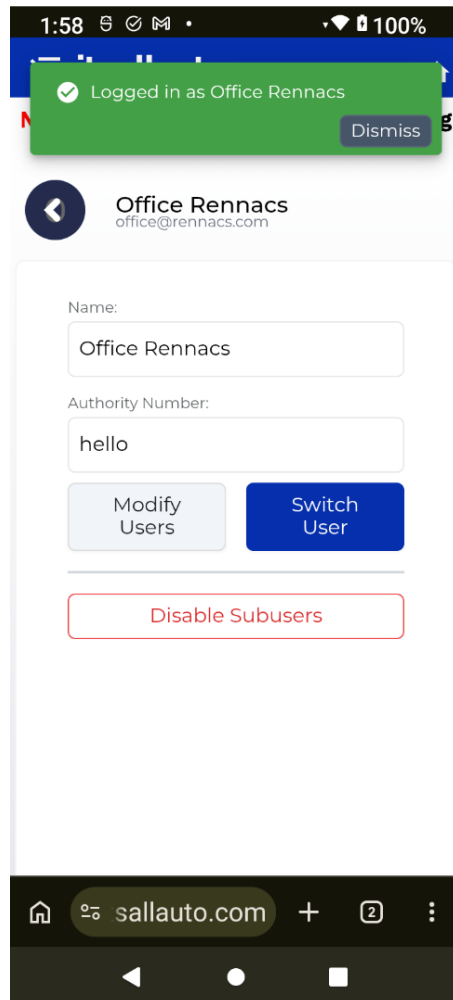 1:58
100%
Logged in as Office Rennacs
Dismiss
Office Rennacs
office@rennacs.com
Name:
Office Rennacs
Authority Number:
hello
Modify
Users
Switch
User
Disable Subusers
sallauto.com
2